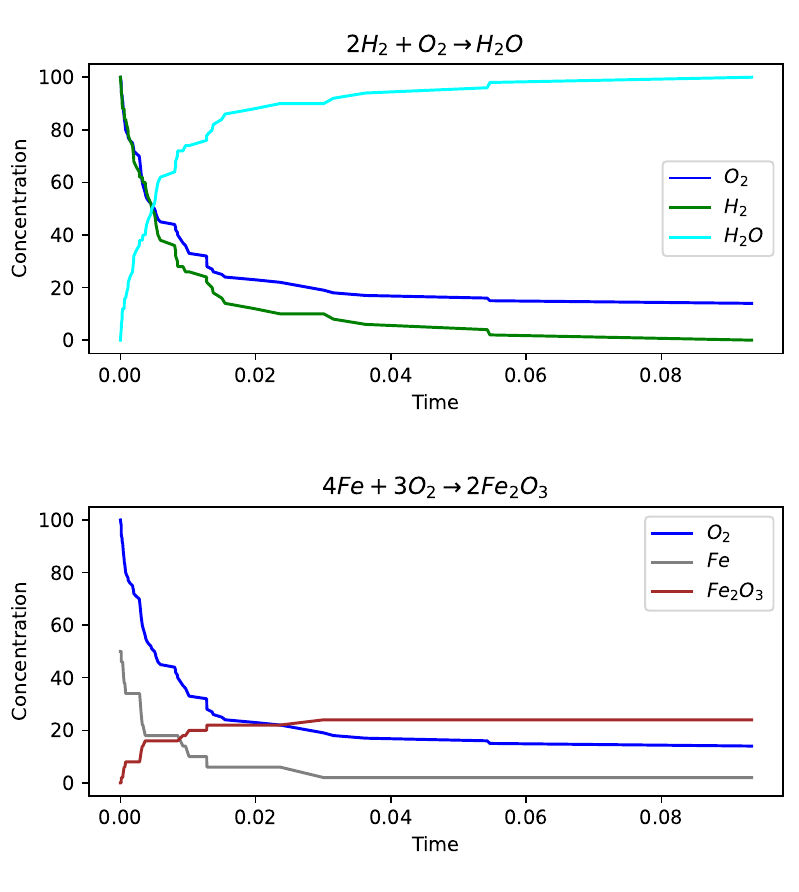 2H₂ + O₂ → H₂O
100
80
60
40
20
0
Concentration
O₂
H₂
H₂O
0.00 0.02 0.04 0.06 0.08
Time
4Fe + 3O₂ → 2Fe₂O₃
100
80
60
40
20
0
Concentration
O₂
Fe
Fe₂O₃
0.00 0.02 0.04 0.06 0.08
Time